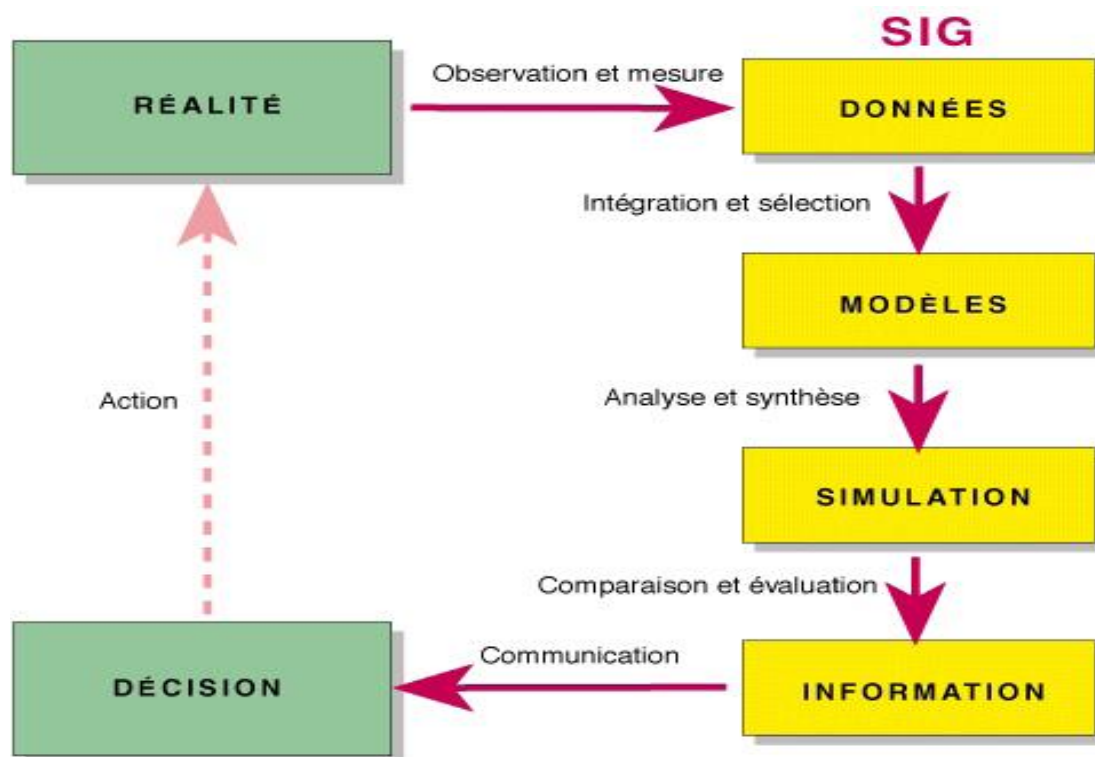 SIG
Observation et mesure
RÉALITÉ
DONNÉES
Intégration et sélection
MODÈLES
Action
Analyse et synthèse
SIMULATION
Comparaison et évaluation
Communication
DÉCISION
INFORMATION